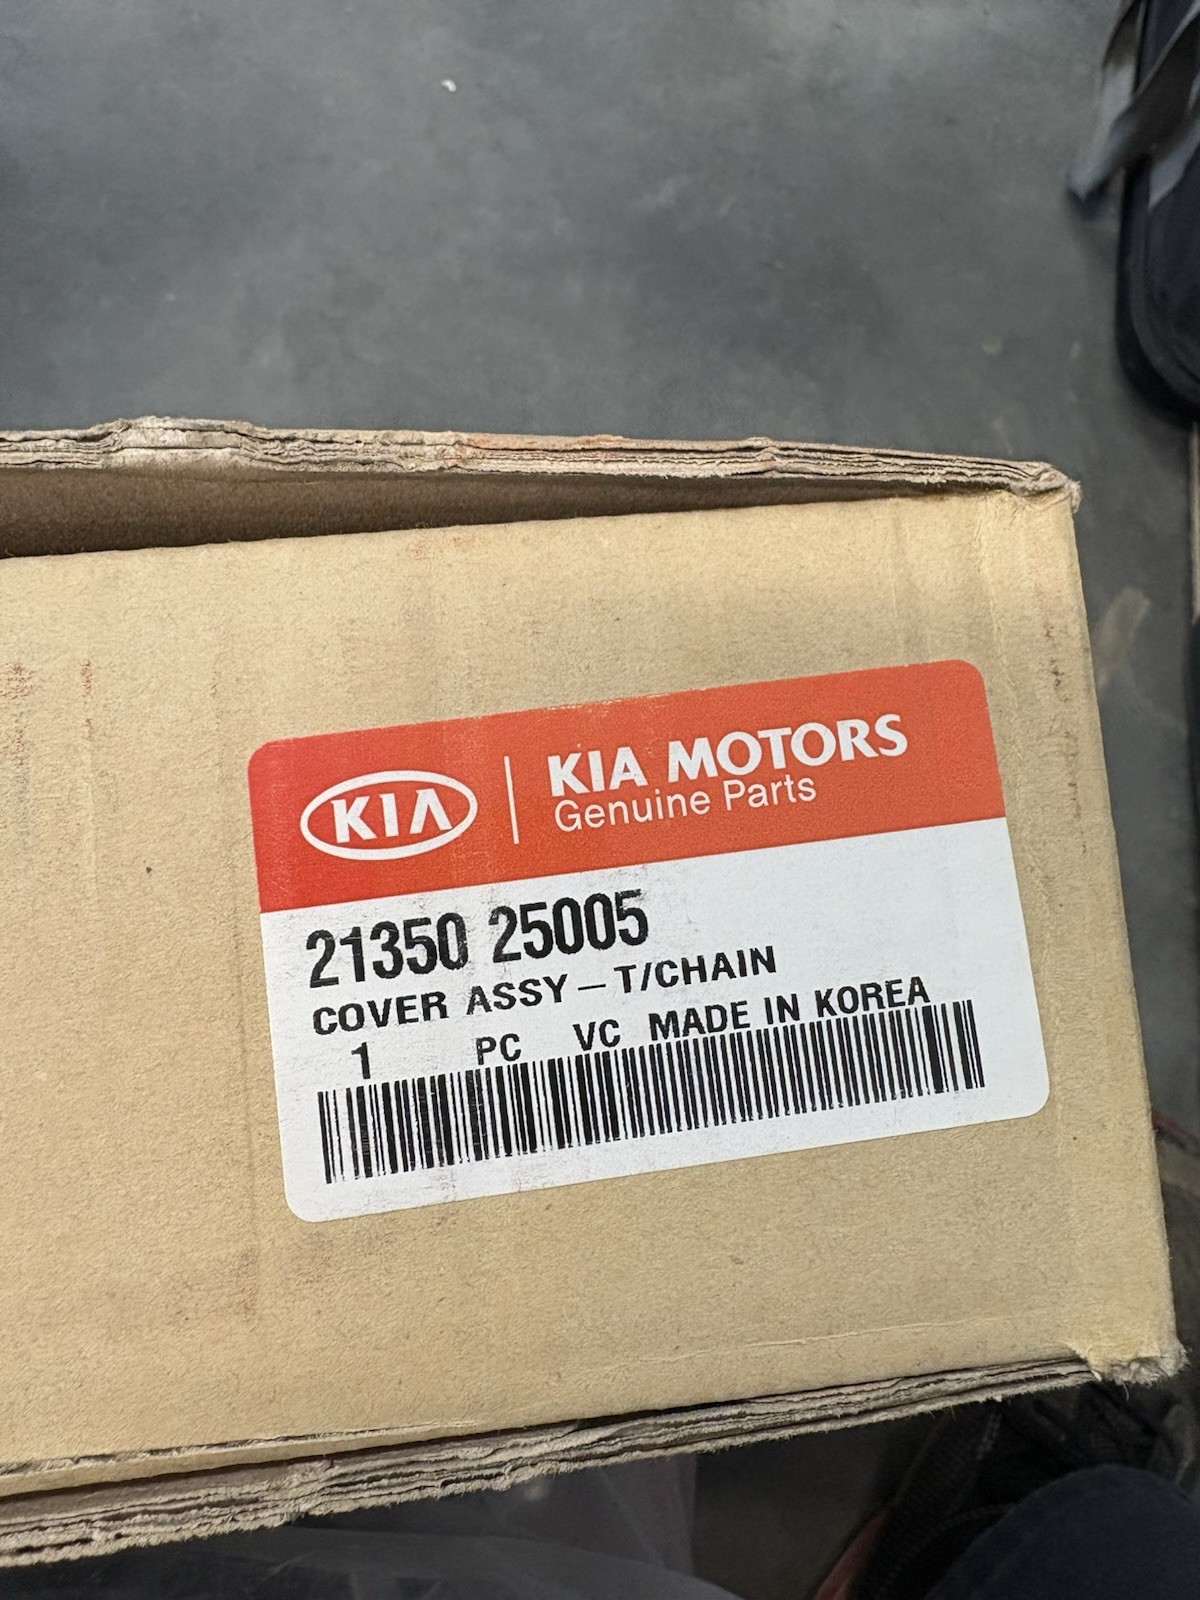 KIA
KIA MOTORS
Genuine Parts
21350 25005
COVER ASSY – T/CHAIN
1 PC VC MADE IN KOREA